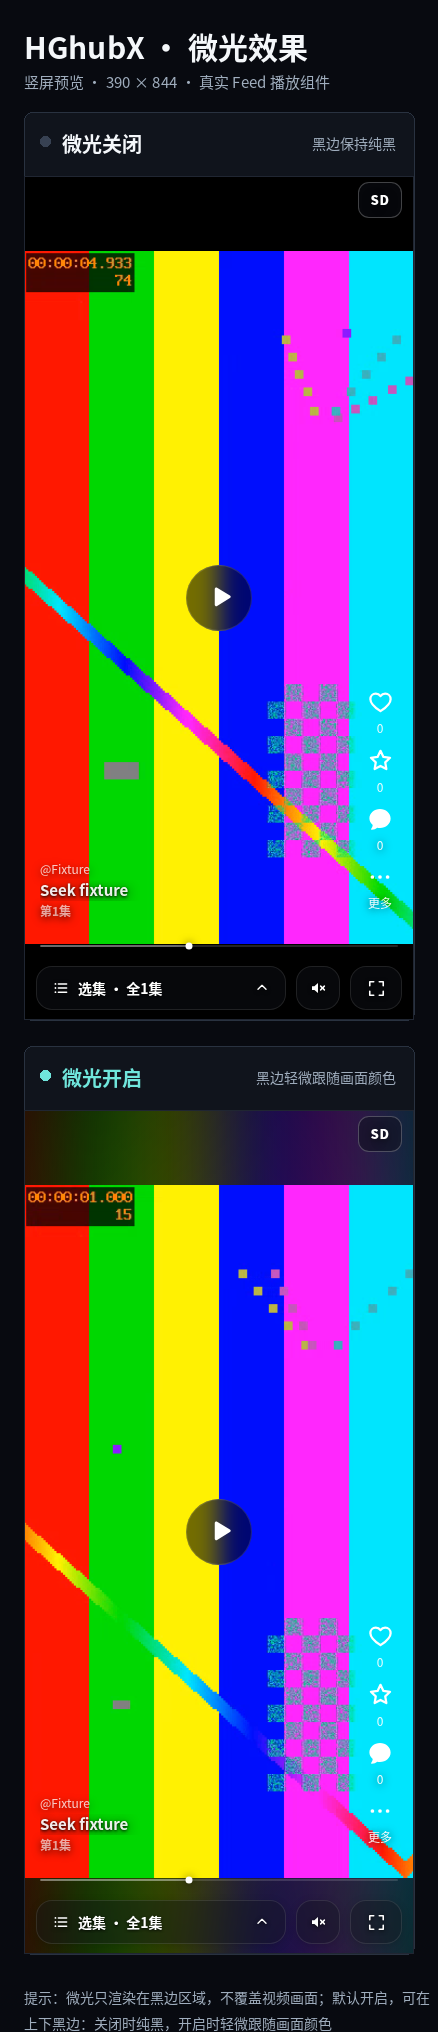 HGhubX · 微光效果
竖屏预览 · 390 × 844 · 真实 Feed 播放组件
微光关闭
黑边保持纯黑
SD
00:00:04.933
74
0
0
0
更多
@Fixture
Seek fixture
第1集
选集 · 全1集
微光开启
黑边轻微跟随画面颜色
SD
00:00:01.000
15
0
0
0
更多
@Fixture
Seek fixture
第1集
选集 · 全1集
提示：微光只渲染在黑边区域，不覆盖视频画面；默认开启，可在
上下黑边：关闭时纯黑，开启时轻微跟随画面颜色